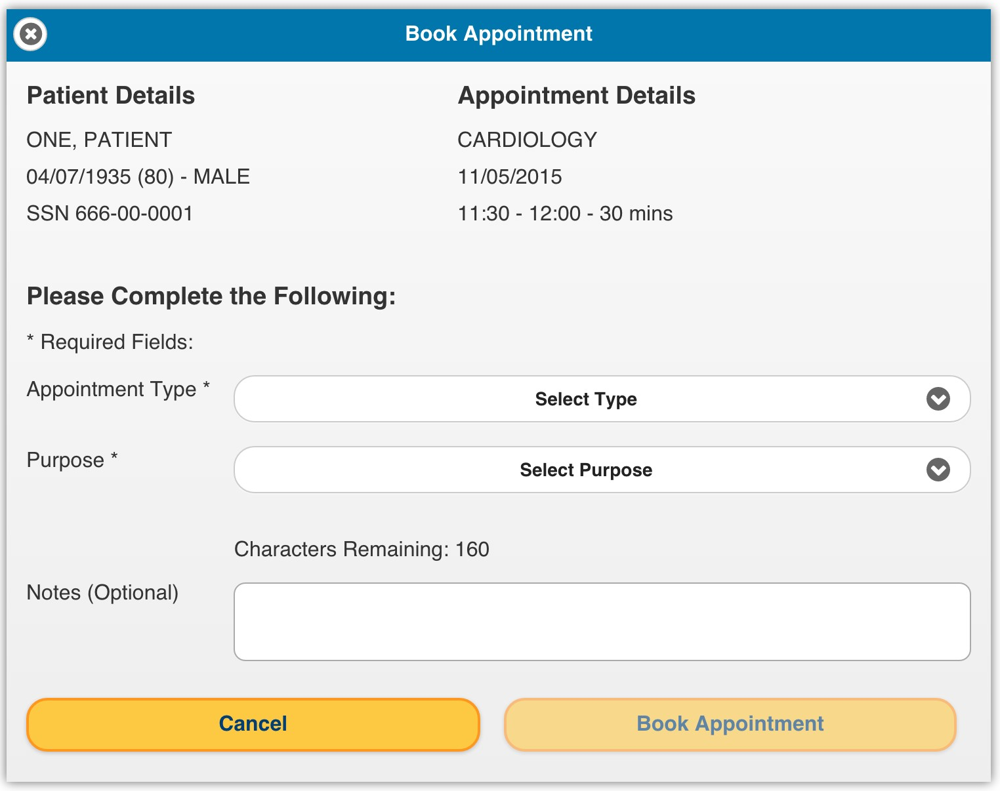 Book Appointment
Patient Details
ONE, PATIENT
04/07/1935 (80) - MALE
SSN 666-00-0001
Appointment Details
CARDIOLOGY
11/05/2015
11:30 - 12:00 - 30 mins
Please Complete the Following:
* Required Fields:
Appointment Type *
Select Type
Purpose *
Select Purpose
Characters Remaining: 160
Notes (Optional)
Cancel
Book Appointment